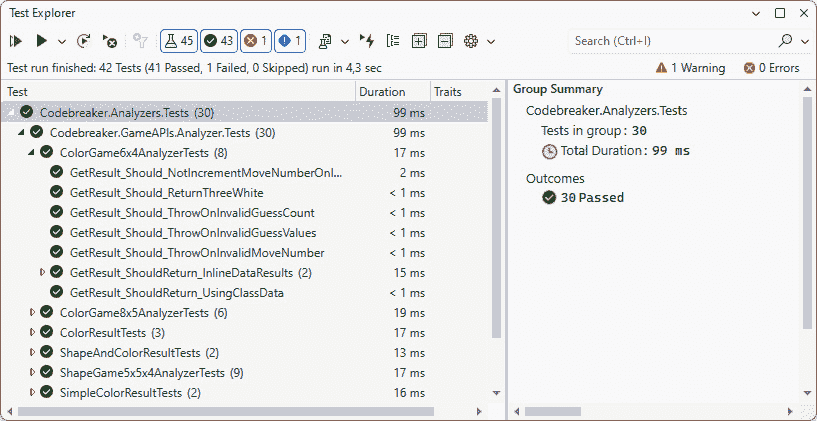 Test Explorer
45 43 1 1 Search (Ctrl+I)
Test run finished: 42 Tests (41 Passed, 1 Failed, 0 Skipped) run in 4,3 sec 1 Warning 0 Errors
Test Duration Traits
Codebreaker.Analyzers.Tests (30) 99 ms
Codebreaker.GameAPIs.Analyzer.Tests (30) 99 ms
ColorGame6x4AnalyzerTests (8) 17 ms
GetResult_Should_NotIncrementMoveNumberOnI... 2 ms
GetResult_Should_ReturnThreeWhite < 1 ms
GetResult_Should_ThrowOnInvalidGuessCount < 1 ms
GetResult_Should_ThrowOnInvalidGuessValues < 1 ms
GetResult_Should_ThrowOnInvalidMoveNumber < 1 ms
GetResult_ShouldReturn_InlineDataResults (2) 15 ms
GetResult_ShouldReturn_UsingClassData < 1 ms
ColorGame8x5AnalyzerTests (6) 19 ms
ColorResultTests (3) 17 ms
ShapeAndColorResultTests (2) 13 ms
ShapeGame5x5x4AnalyzerTests (9) 17 ms
SimpleColorResultTests (2) 16 ms
Group Summary
Codebreaker.Analyzers.Tests
Tests in group: 30
Total Duration: 99 ms
Outcomes
30 Passed